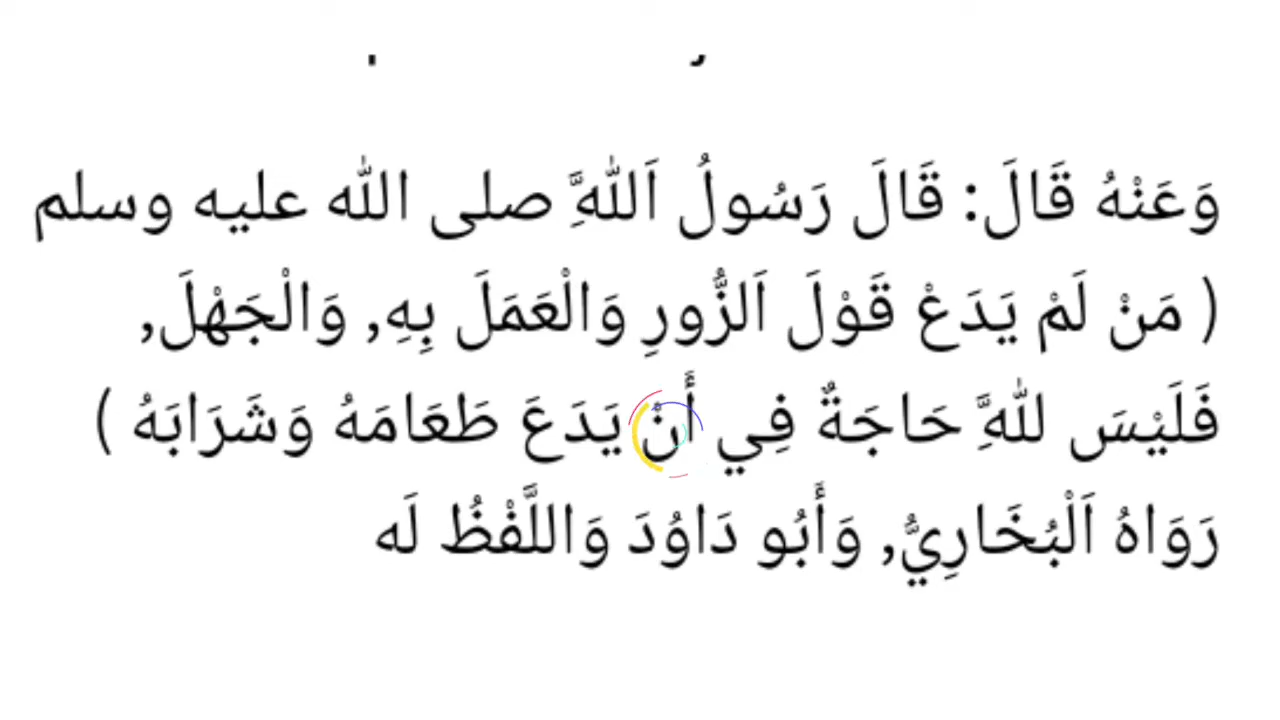 وَعَنْهُ قَالَ: قَالَ رَسُولُ اَللَّهِ صلى الله عليه وسلم
( مَنْ لَمْ يَدَعْ قَوْلَ اَلزُّورِ وَالْعَمَلَ بِهِ, وَالْجَهْلَ,
فَلَيْسَ لِلَّهِ حَاجَةٌ فِي أَنْ يَدَعَ طَعَامَهُ وَشَرَابَهُ )
رَوَاهُ اَلْبُخَارِيُّ, وَأَبُو دَاوُدَ وَاللَّفْظُ لَه